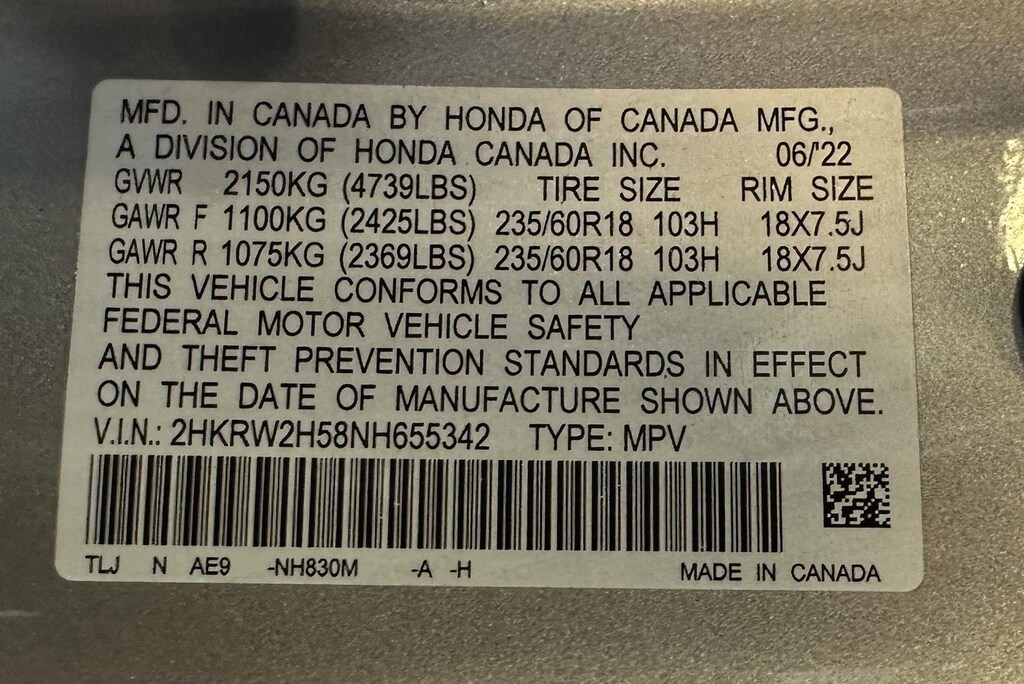 MFD. IN CANADA BY HONDA OF CANADA MFG.,
A DIVISION OF HONDA CANADA INC. 06/'22
GVWR 2150KG (4739LBS) TIRE SIZE RIM SIZE
GAWR F 1100KG (2425LBS) 235/60R18 103H 18X7.5J
GAWR R 1075KG (2369LBS) 235/60R18 103H 18X7.5J
THIS VEHICLE CONFORMS TO ALL APPLICABLE
FEDERAL MOTOR VEHICLE SAFETY
AND THEFT PREVENTION STANDARDS IN EFFECT
ON THE DATE OF MANUFACTURE SHOWN ABOVE.
V.I.N.: 2HKRW2H58NH655342 TYPE: MPV
TLJ N AE9 -NH830M -A -H MADE IN CANADA